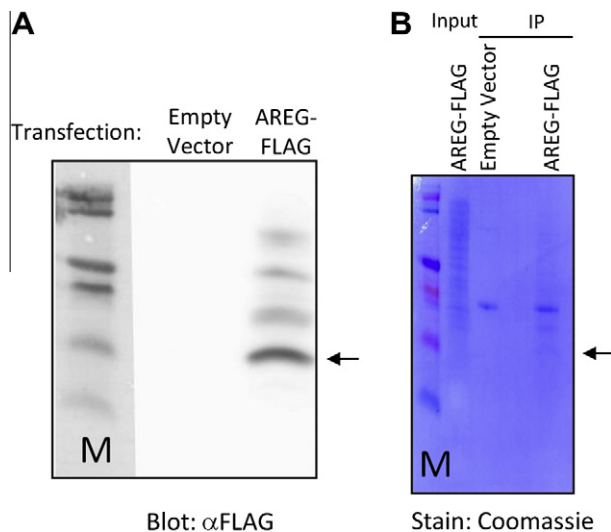 A
Transfection:
Empty
Vector
AREG-
FLAG
M
Blot: αFLAG
B
Input
IP
AREG-FLAG
Empty Vector
AREG-FLAG
M
Stain: Coomassie